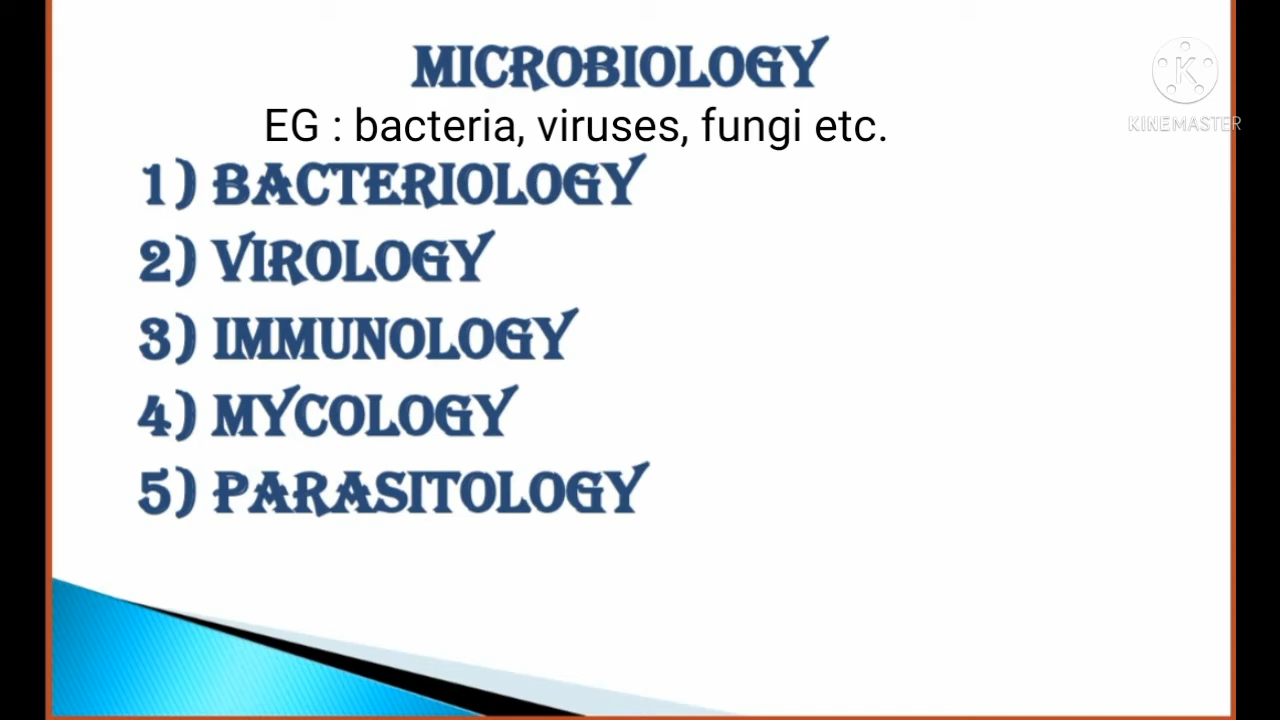 MICROBIOLOGY
EG : bacteria, viruses, fungi etc.
1) BACTERIOLOGY
2) VIROLOGY
3) IMMUNOLOGY
4) MYCOLOGY
5) PARASITOLOGY
K
KINEMASTER